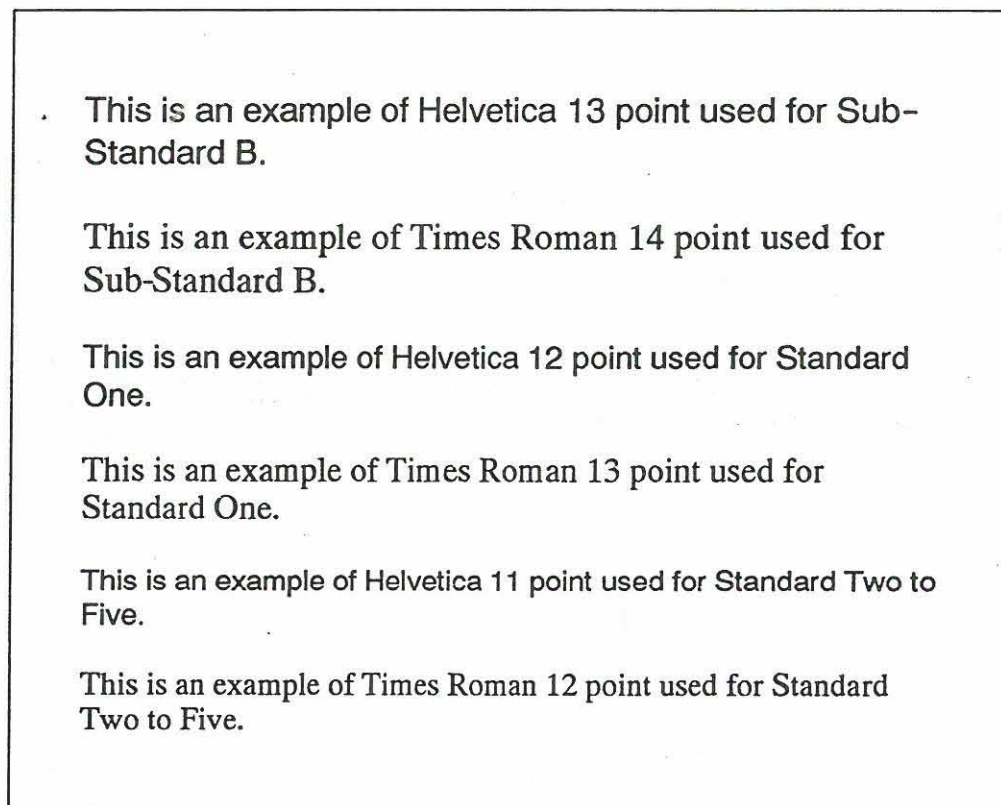 This is an example of Helvetica 13 point used for Sub-
Standard B.
This is an example of Times Roman 14 point used for
Sub-Standard B.
This is an example of Helvetica 12 point used for Standard
One.
This is an example of Times Roman 13 point used for
Standard One.
This is an example of Helvetica 11 point used for Standard Two to
Five.
This is an example of Times Roman 12 point used for Standard
Two to Five.